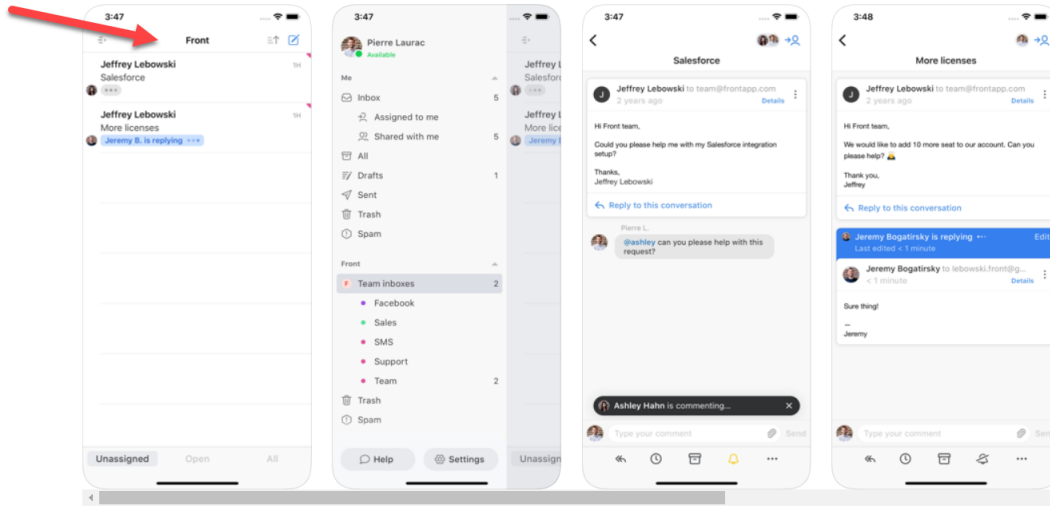 3:47
Front
Jeffrey Lebowski
1H
Salesforce
Jeffrey Lebowski
1H
More licenses
Jeremy B. is replying
Unassigned
Open
All
3:47
Pierre Laurac
Available
Me
Inbox 5
Assigned to me
Shared with me 5
All
Drafts 1
Sent
Trash
Spam
Front
F Team inboxes 2
Facebook
Sales
SMS
Support
Team 2
Trash
Spam
Help
Settings
Jeffrey L
Salesfor
Jeffrey L
More lice
Jeremy
Unassign
3:47
Salesforce
J
Jeffrey Lebowski to team@frontapp.com
2 years ago
Details
Hi Front team,
Could you please help me with my Salesforce integration
setup?
Thanks,
Jeffrey Lebowski
Reply to this conversation
Pierre L.
@ashley can you please help with this
request?
Ashley Hahn is commenting...
Type your comment
Send
3:48
More licenses
J
Jeffrey Lebowski to team@frontapp.com
2 years ago
Details
Hi Front team,
We would like to add 10 more seat to our account. Can you
please help?
Thank you,
Jeffrey
Reply to this conversation
Jeremy Bogatirsky is replying
Edit
Last edited < 1 minute
Jeremy Bogatirsky to lebowski.front@g...
< 1 minute
Details
Sure thing!
—
Jeremy
Type your comment
Sen